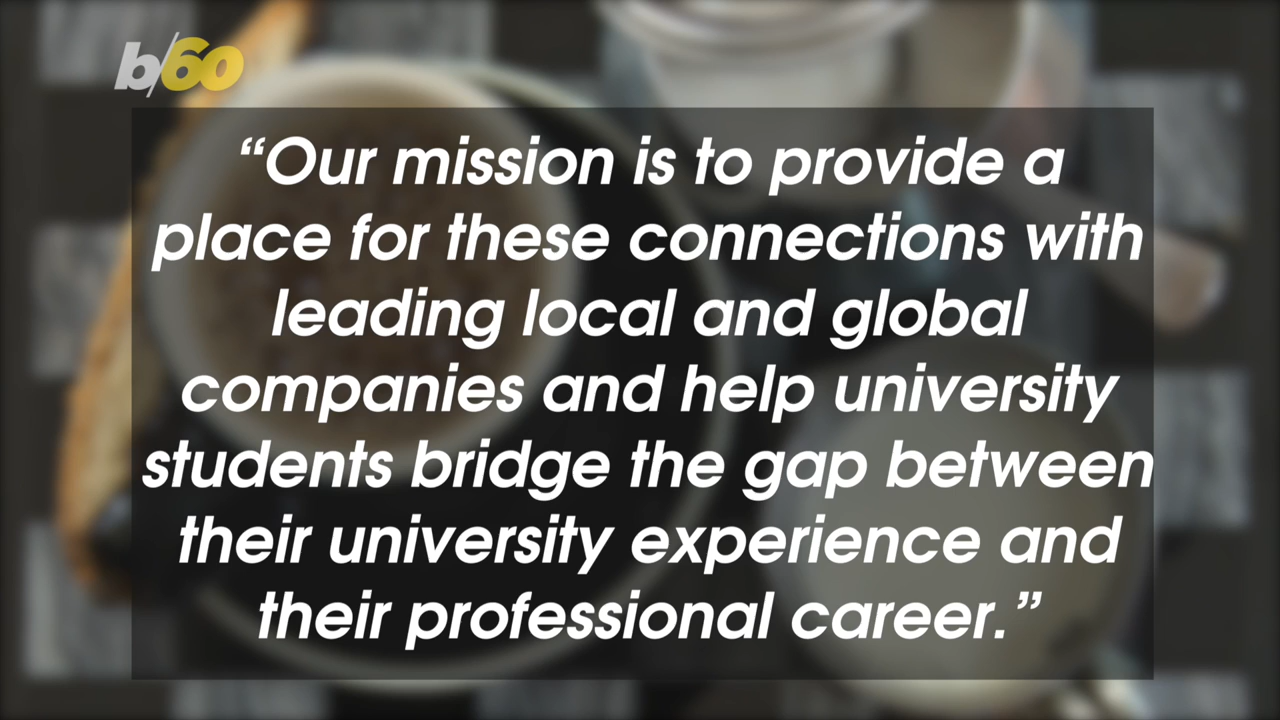 b/60
“Our mission is to provide a
place for these connections with
leading local and global
companies and help university
students bridge the gap between
their university experience and
their professional career.”